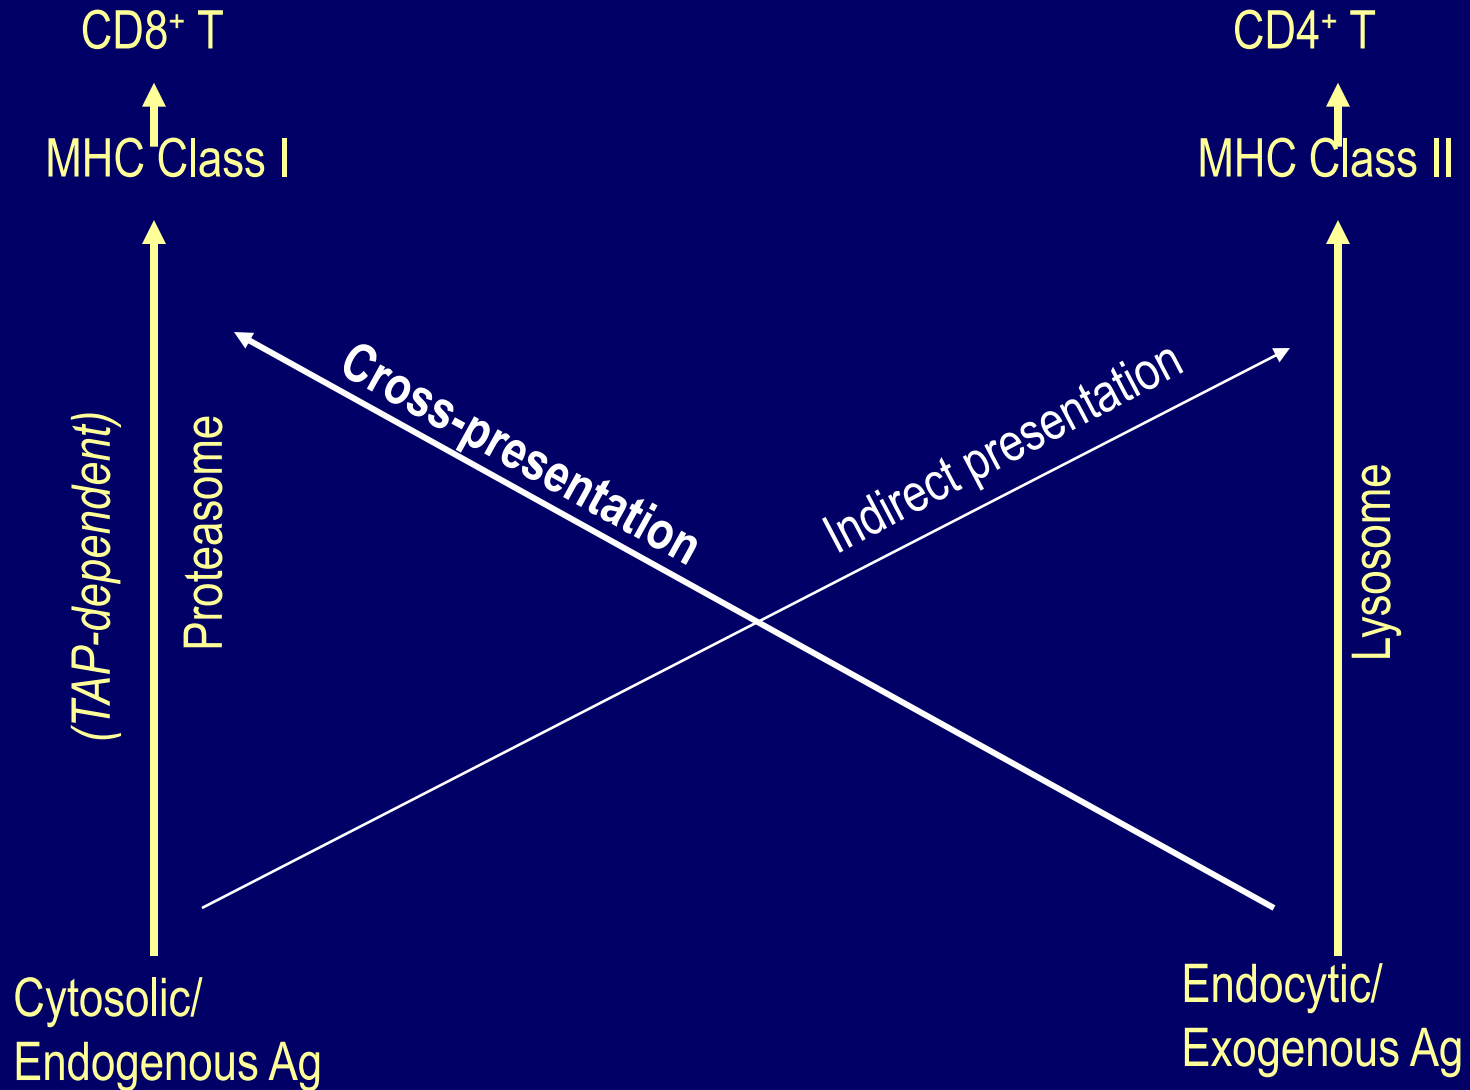 CD8⁺ T
CD4⁺ T
MHC Class I
MHC Class II
Cross-presentation
Indirect presentation
(TAP-dependent)
Proteasome
Lysosome
Cytosolic/
Endogenous Ag
Endocytic/
Exogenous Ag